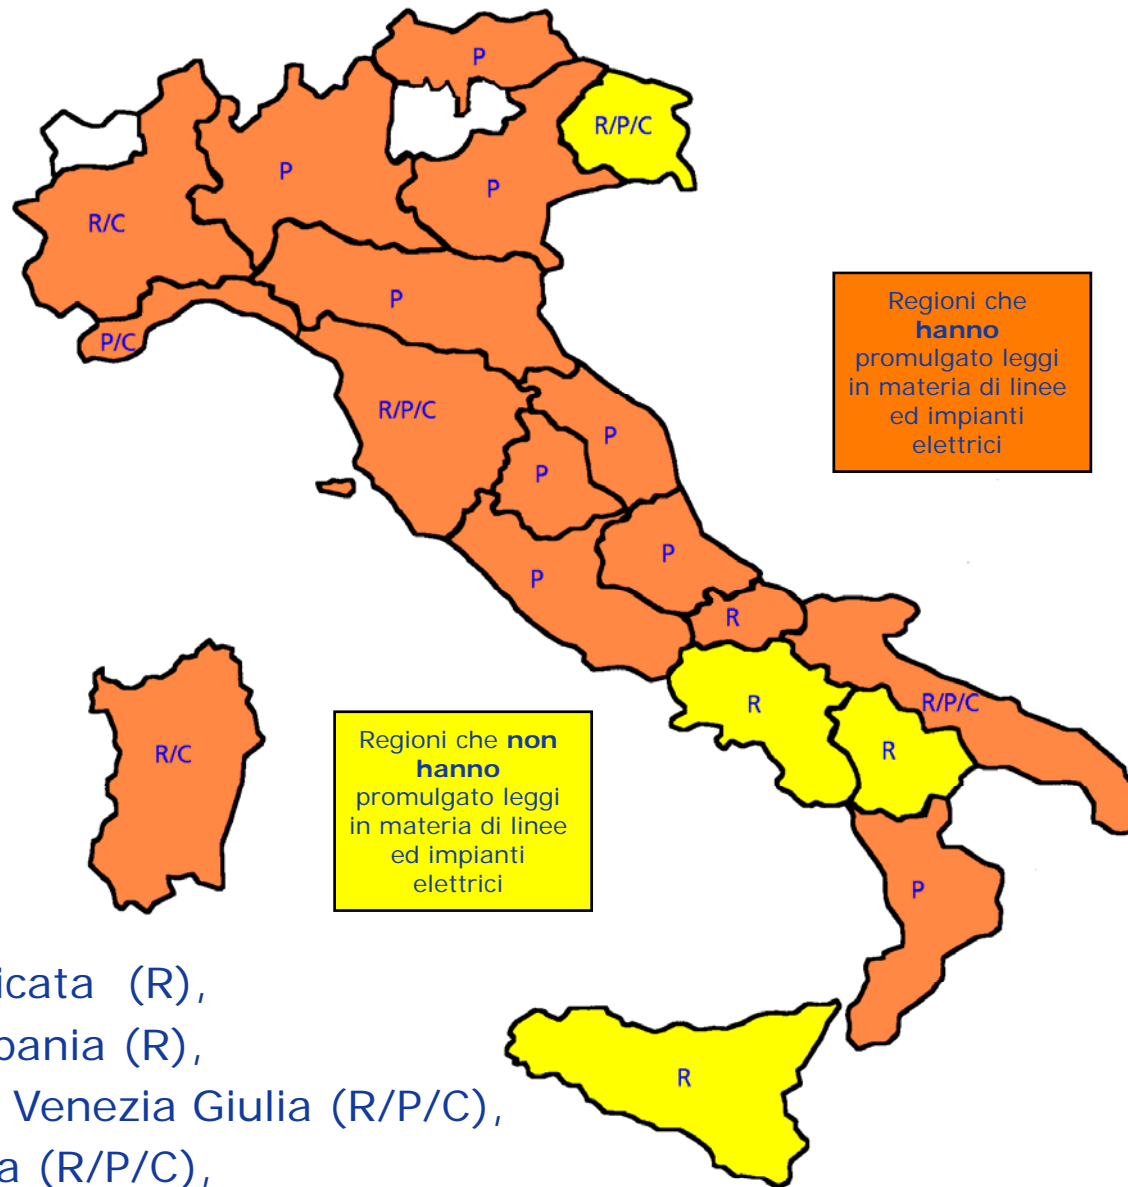 P
R/P/C
P
P
R/C
P
P/C
R/P/C
P
P
P
P
R
R/P/C
R
R
R/C
P
R
Regioni che
hanno
promulgato leggi
in materia di linee
ed impianti
elettrici
Regioni che non
hanno
promulgato leggi
in materia di linee
ed impianti
elettrici
icata (R),
pania (R),
Venezia Giulia (R/P/C),
a (R/P/C),